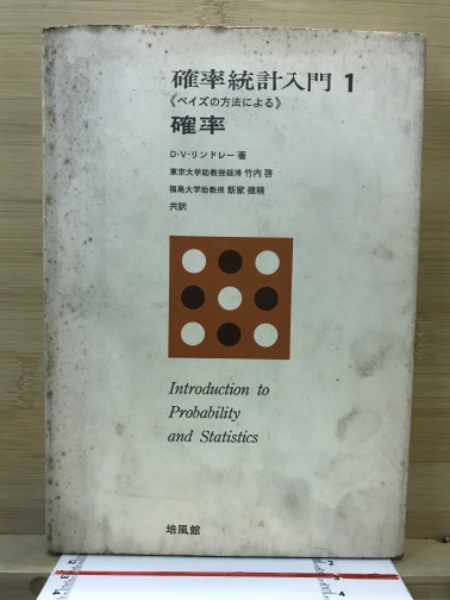 確率統計入門 1
《ベイズの方法による》
確率
D・V・リンドレー 著
東京大学助教授経博 竹内 啓
福島大学助教授 新家 健精
共訳
Introduction to
Probability
and Statistics
培風館